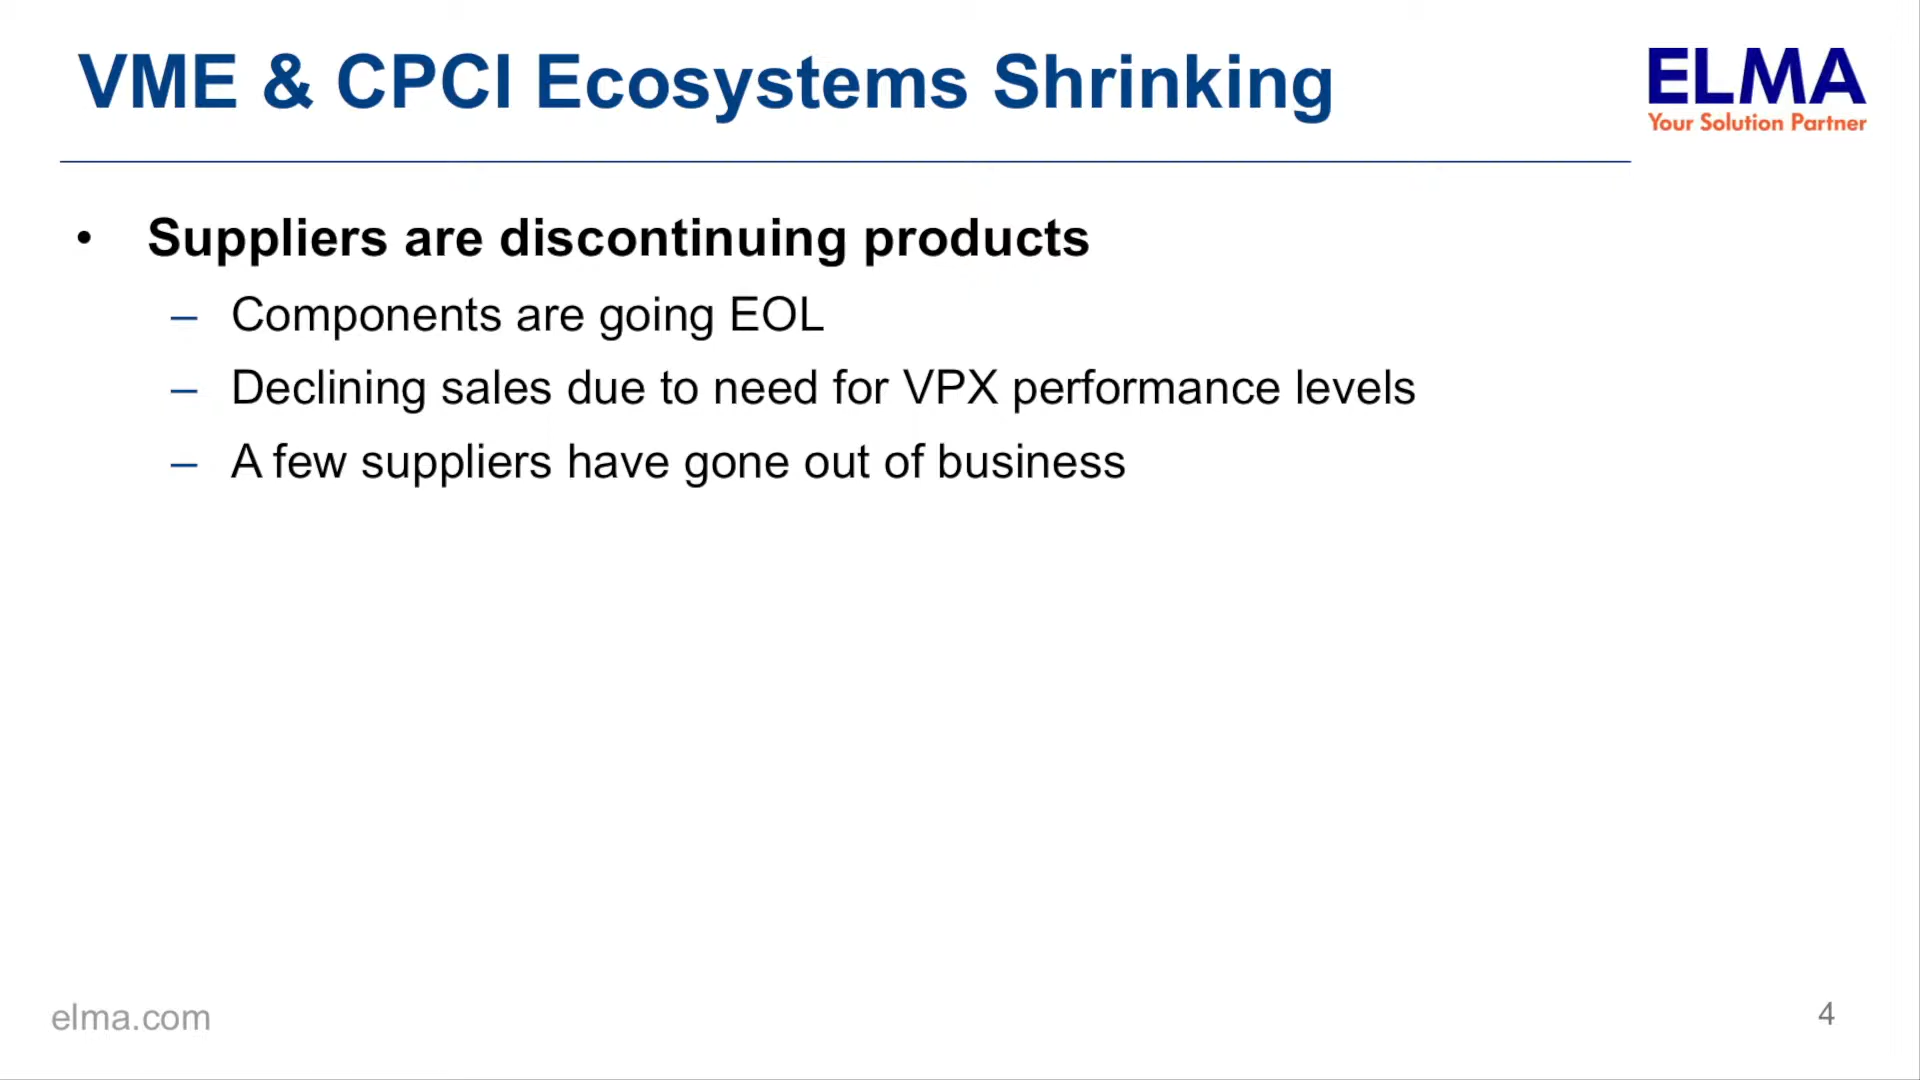 VME & CPCI Ecosystems Shrinking
ELMA
Your Solution Partner
• Suppliers are discontinuing products
– Components are going EOL
– Declining sales due to need for VPX performance levels
– A few suppliers have gone out of business
elma.com
4